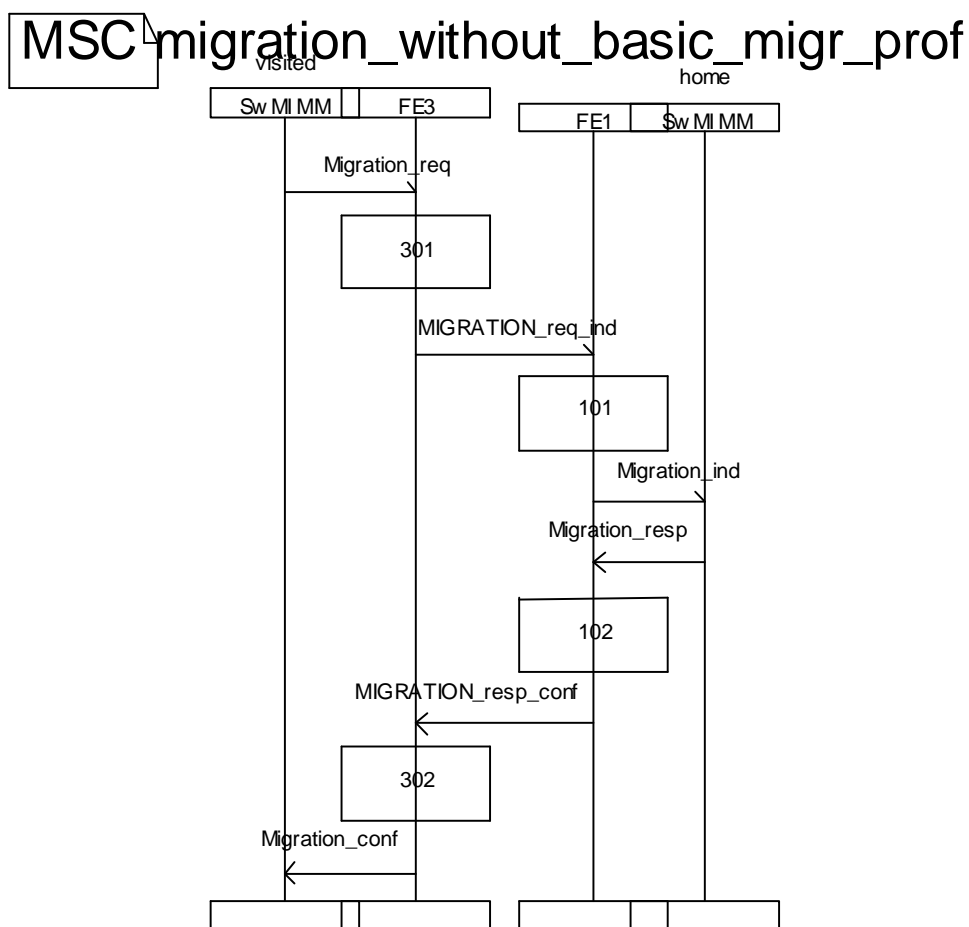 MSC migration_without_basic_migr_prof
visited
home
SwMI MM
FE3
FE1
SwMI MM
Migration_req
301
MIGRATION_req_ind
101
Migration_ind
Migration_resp
102
MIGRATION_resp_conf
302
Migration_conf